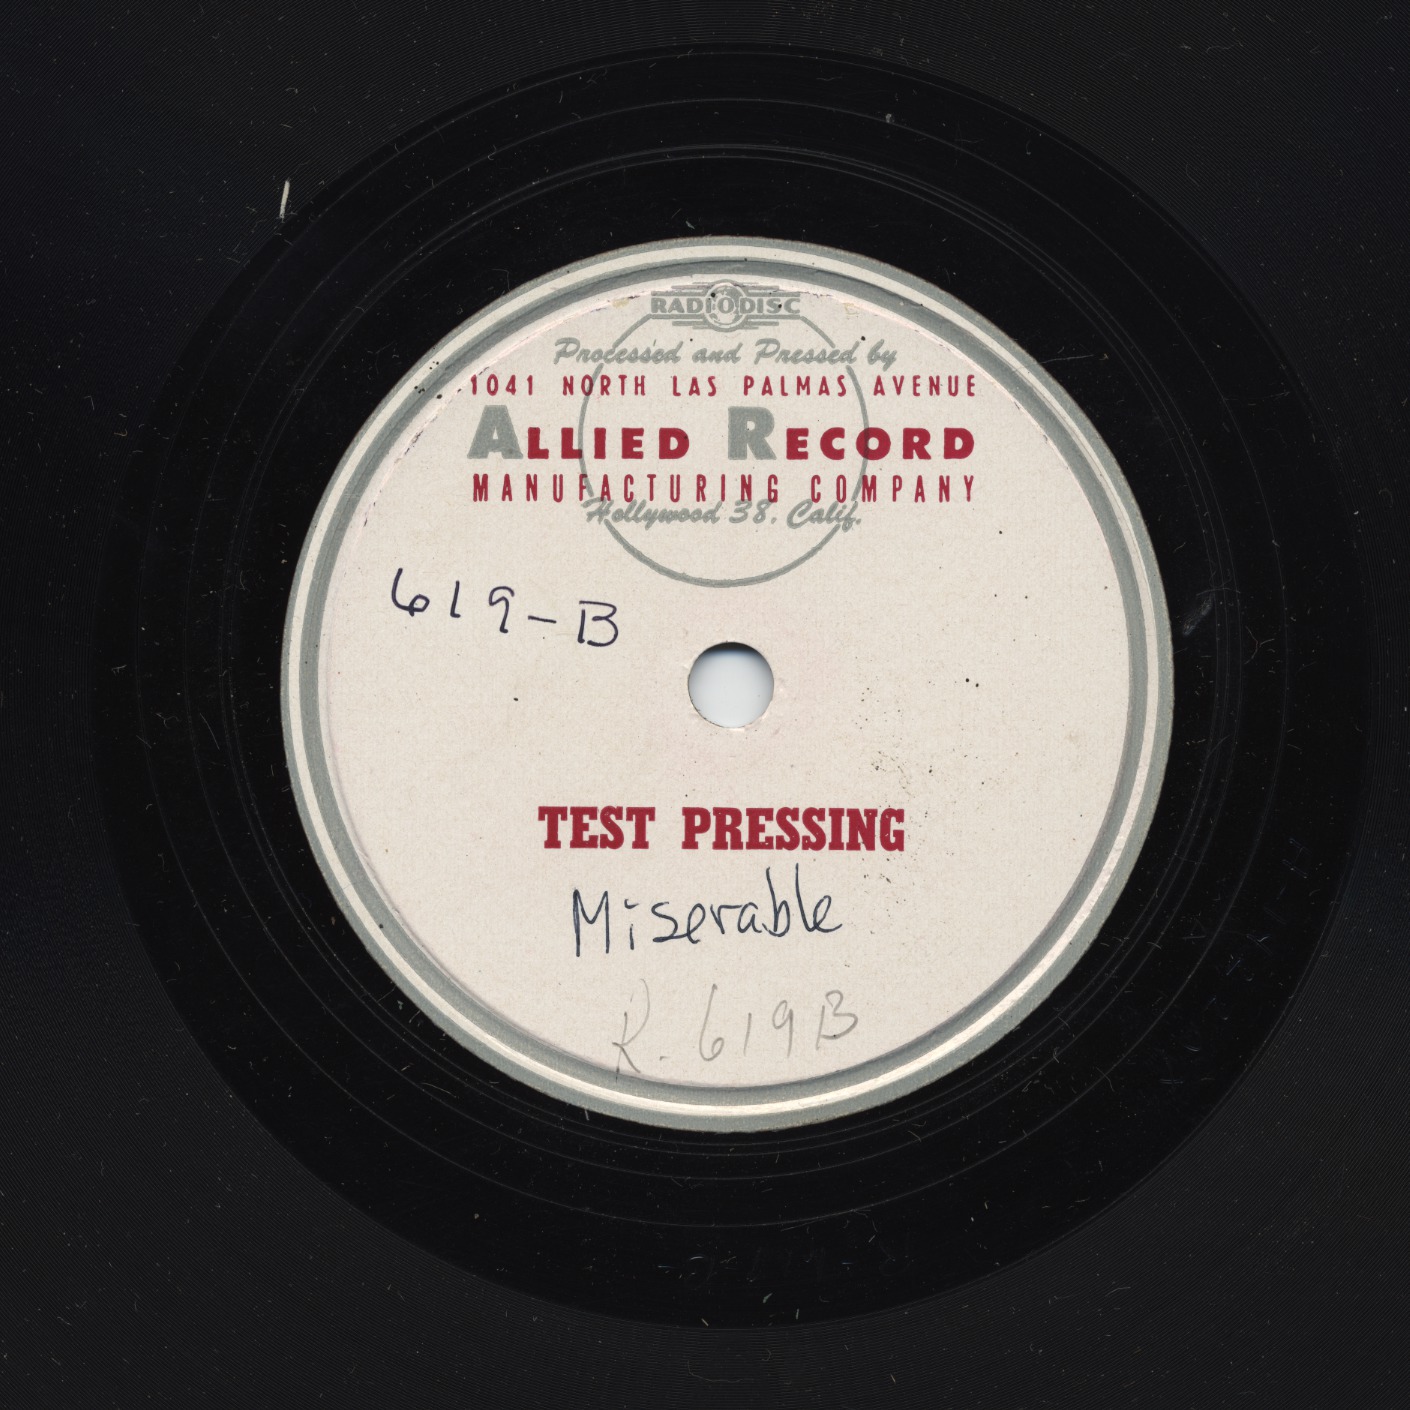 RADIODISC
Processed and Pressed by
1041 NORTH LAS PALMAS AVENUE
ALLIED RECORD
MANUFACTURING COMPANY
Hollywood 38, Calif.
619-B
TEST PRESSING
Miserable
R. 619B